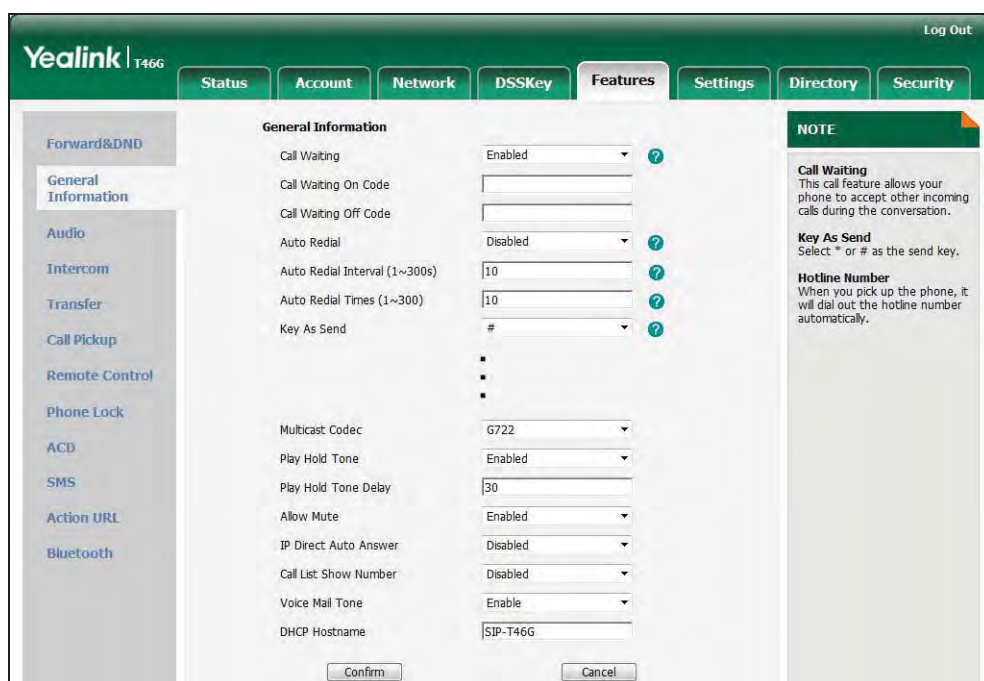 Log Out
Yealink T46G
Status Account Network DSSKey Features Settings Directory Security
Forward&DND
General
Information
Audio
Intercom
Transfer
Call Pickup
Remote Control
Phone Lock
ACD
SMS
Action URL
Bluetooth
General Information
Call Waiting Enabled ?
Call Waiting On Code
Call Waiting Off Code
Auto Redial Disabled ?
Auto Redial Interval (1~300s) 10 ?
Auto Redial Times (1~300) 10 ?
Key As Send # ?
Multicast Codec G722
Play Hold Tone Enabled
Play Hold Tone Delay 30
Allow Mute Enabled
IP Direct Auto Answer Disabled
Call List Show Number Disabled
Voice Mail Tone Enable
DHCP Hostname SIP-T46G
Confirm Cancel
NOTE
Call Waiting
This call feature allows your
phone to accept other incoming
calls during the conversation.
Key As Send
Select * or # as the send key.
Hotline Number
When you pick up the phone, it
will dial out the hotline number
automatically.